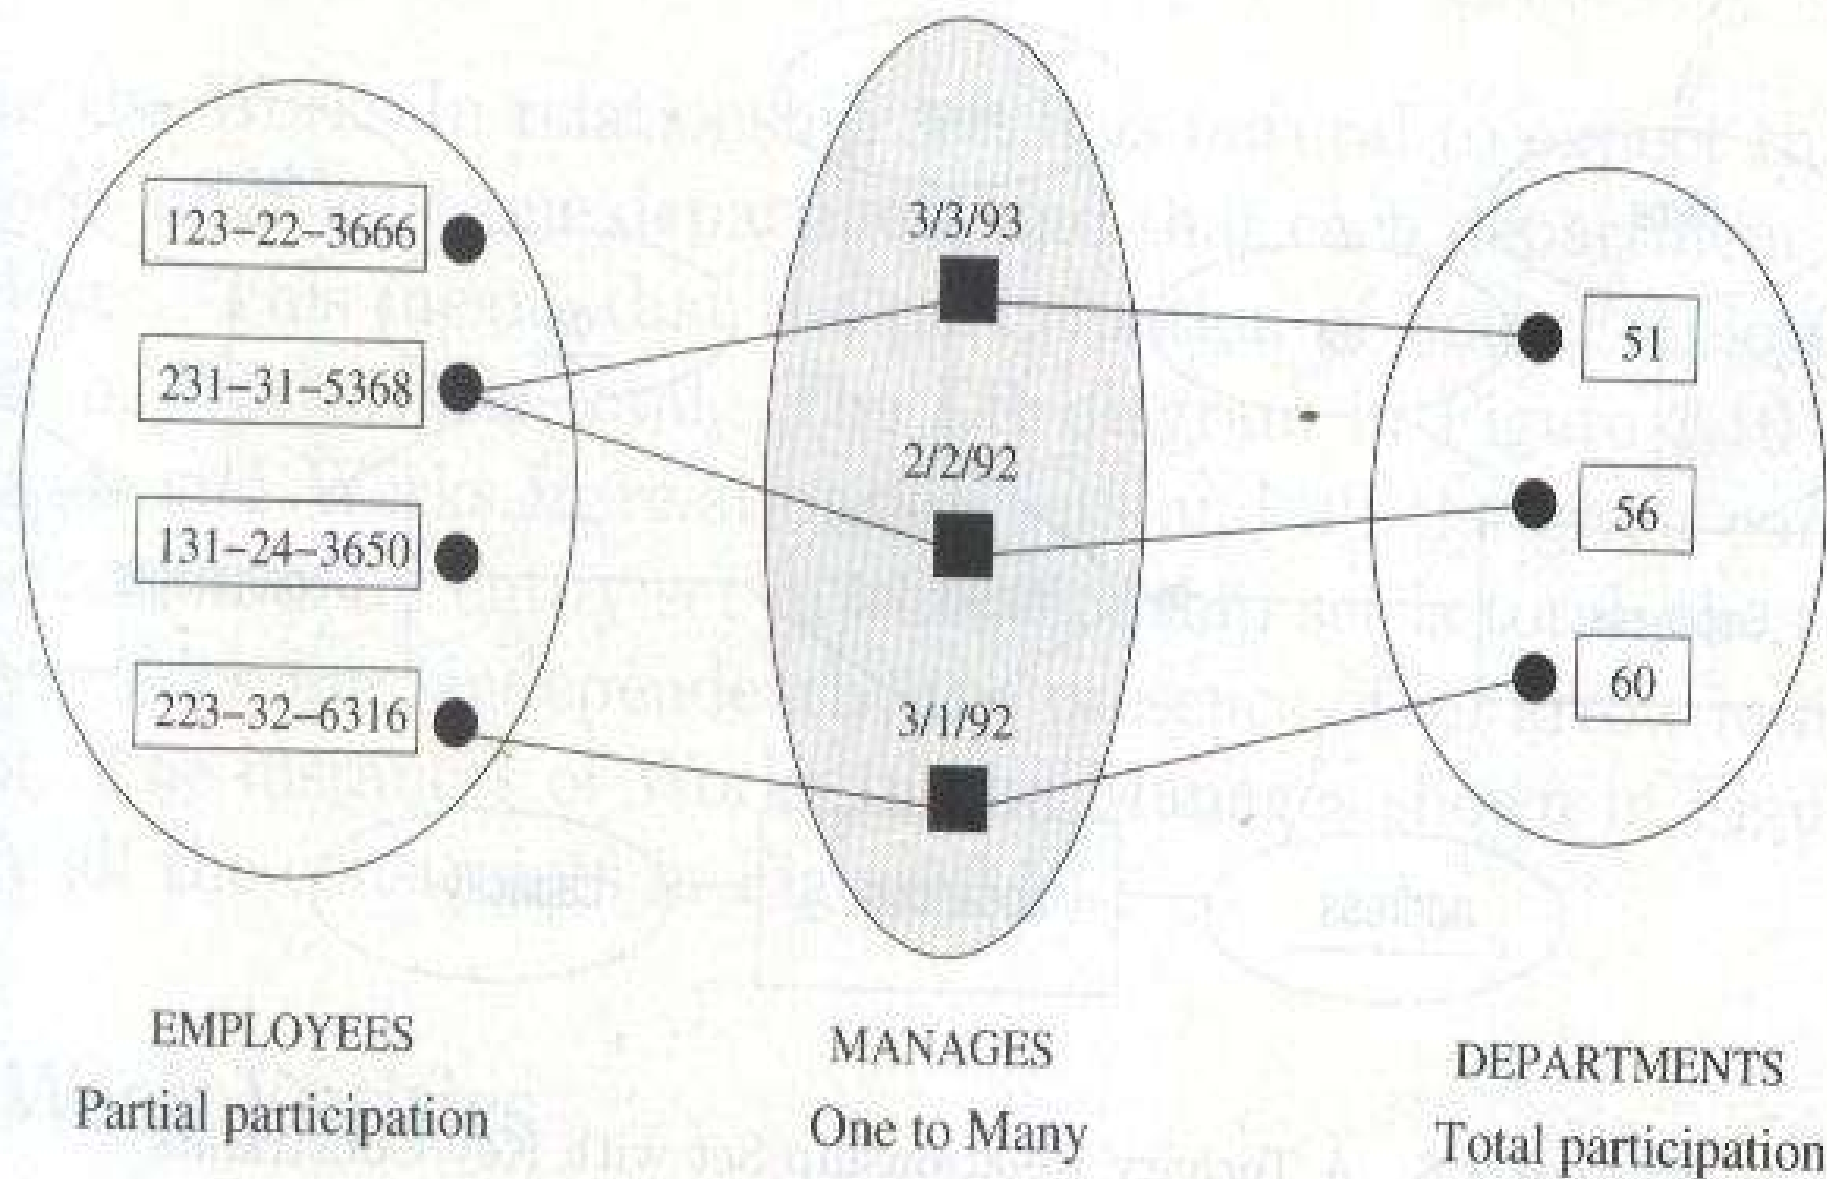 3/3/93
123–22–3666
51
231–31–5368
2/2/92
56
131–24–3650
60
223–32–6316
3/1/92
EMPLOYEES
MANAGES
DEPARTMENTS
Partial participation
One to Many
Total participation